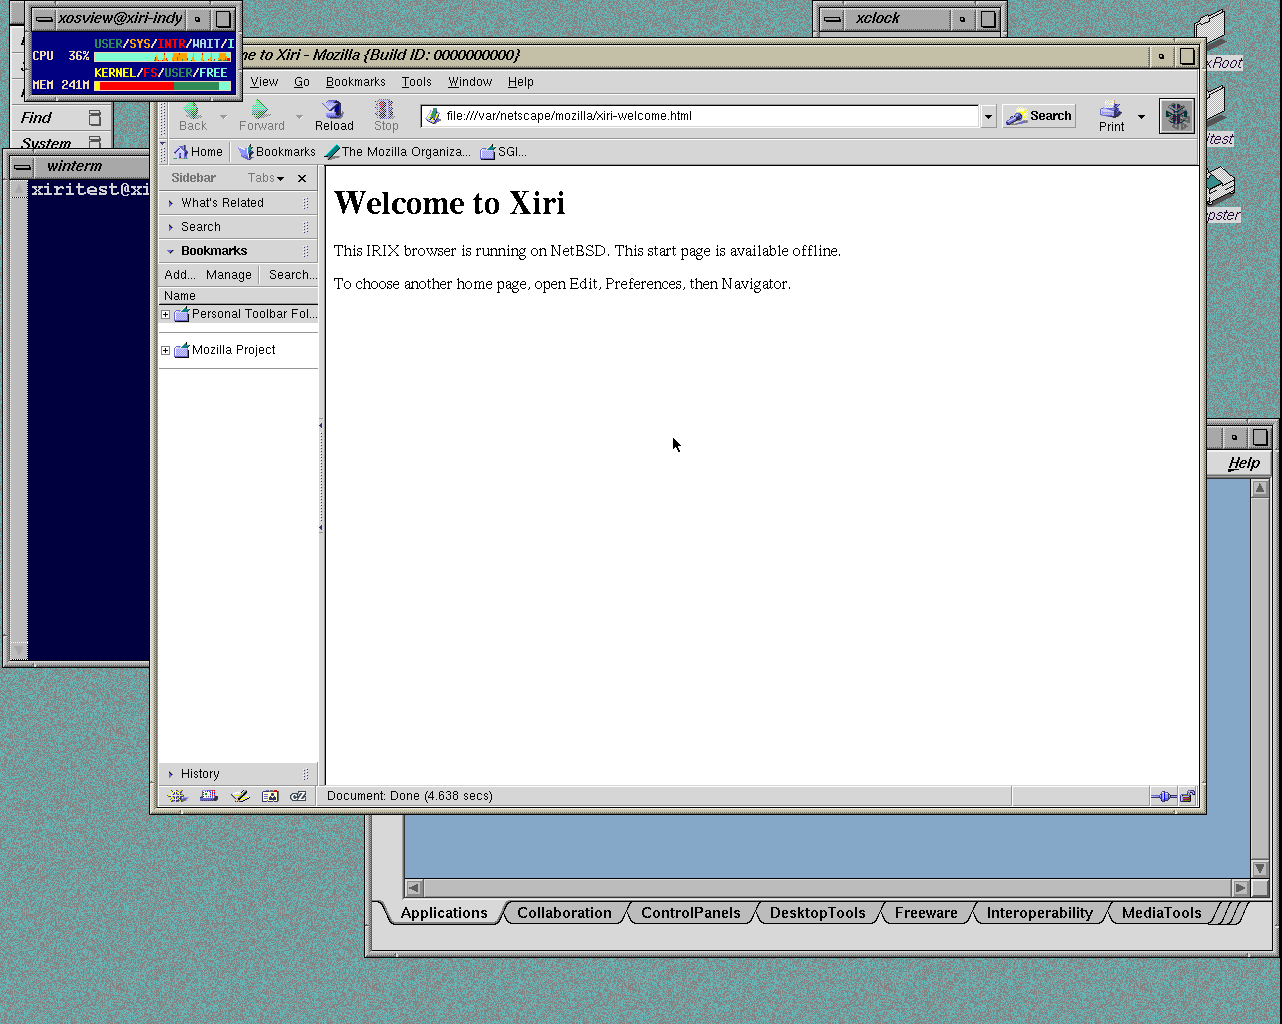 xosview@xiri-indy
xclock
USER/SYS/INTR/WAIT/I
CPU 36%
KERNEL/FS/USER/FREE
MEM 241M
me to Xiri - Mozilla {Build ID: 0000000000}
View Go Bookmarks Tools Window Help
xRoot
Find
System
Back Forward Reload Stop
file:///var/netscape/mozilla/xiri-welcome.html
Search
Print
itest
Home Bookmarks The Mozilla Organiza... SGI...
winterm
xiritest@xi
Sidebar Tabs
What's Related
Search
Bookmarks
Add... Manage Search...
Name
Personal Toolbar Fol...
Mozilla Project
History
Welcome to Xiri
This IRIX browser is running on NetBSD. This start page is available offline.
To choose another home page, open Edit, Preferences, then Navigator.
pster
Help
Document: Done (4.638 secs)
Applications Collaboration ControlPanels DesktopTools Freeware Interoperability MediaTools